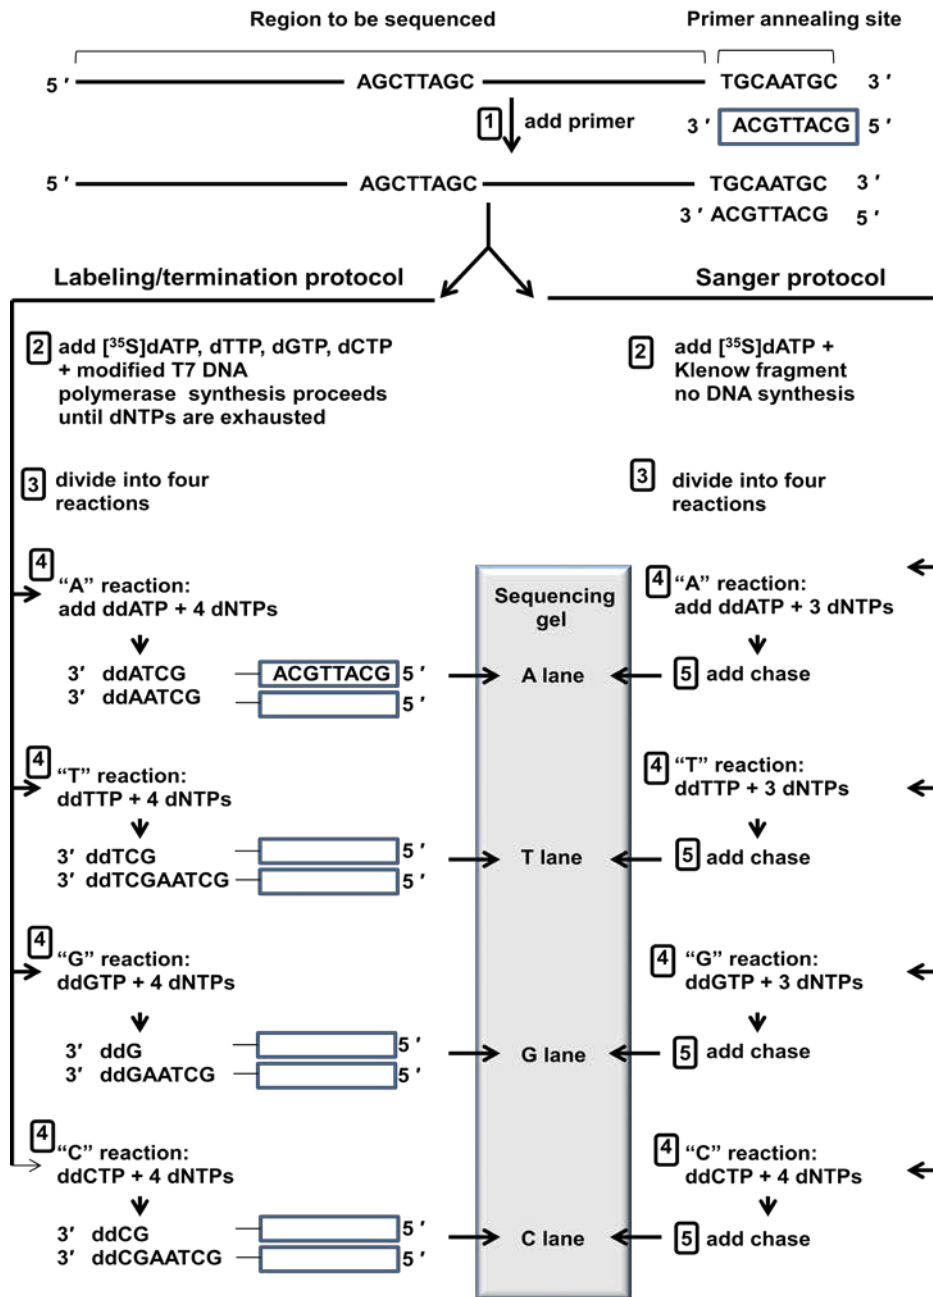 Region to be sequenced
Primer annealing site
5 ′ AGCTTAGC TGCAATGC 3 ′
1 add primer
3 ′ ACGTTACG 5 ′
5 ′ AGCTTAGC TGCAATGC 3 ′
3 ′ ACGTTACG 5 ′
Labeling/termination protocol
2 add [³⁵S]dATP, dTTP, dGTP, dCTP
+ modified T7 DNA
polymerase synthesis proceeds
until dNTPs are exhausted
3 divide into four
reactions
4
“A” reaction:
add ddATP + 4 dNTPs
3′ ddATCG ACGTTACG 5 ′
3′ ddAATCG 5 ′
4
“T” reaction:
ddTTP + 4 dNTPs
3′ ddTCG 5 ′
3′ ddTCGAATCG 5 ′
4
“G” reaction:
ddGTP + 4 dNTPs
3′ ddG 5 ′
3′ ddGAATCG 5 ′
4
“C” reaction:
ddCTP + 4 dNTPs
3′ ddCG 5 ′
3′ ddCGAATCG 5 ′
Sequencing
gel
A lane
T lane
G lane
C lane
Sanger protocol
2 add [³⁵S]dATP +
Klenow fragment
no DNA synthesis
3 divide into four
reactions
4 “A” reaction:
add ddATP + 3 dNTPs
5 add chase
4 “T” reaction:
ddTTP + 3 dNTPs
5 add chase
4 “G” reaction:
ddGTP + 3 dNTPs
5 add chase
4 “C” reaction:
ddCTP + 4 dNTPs
5 add chase